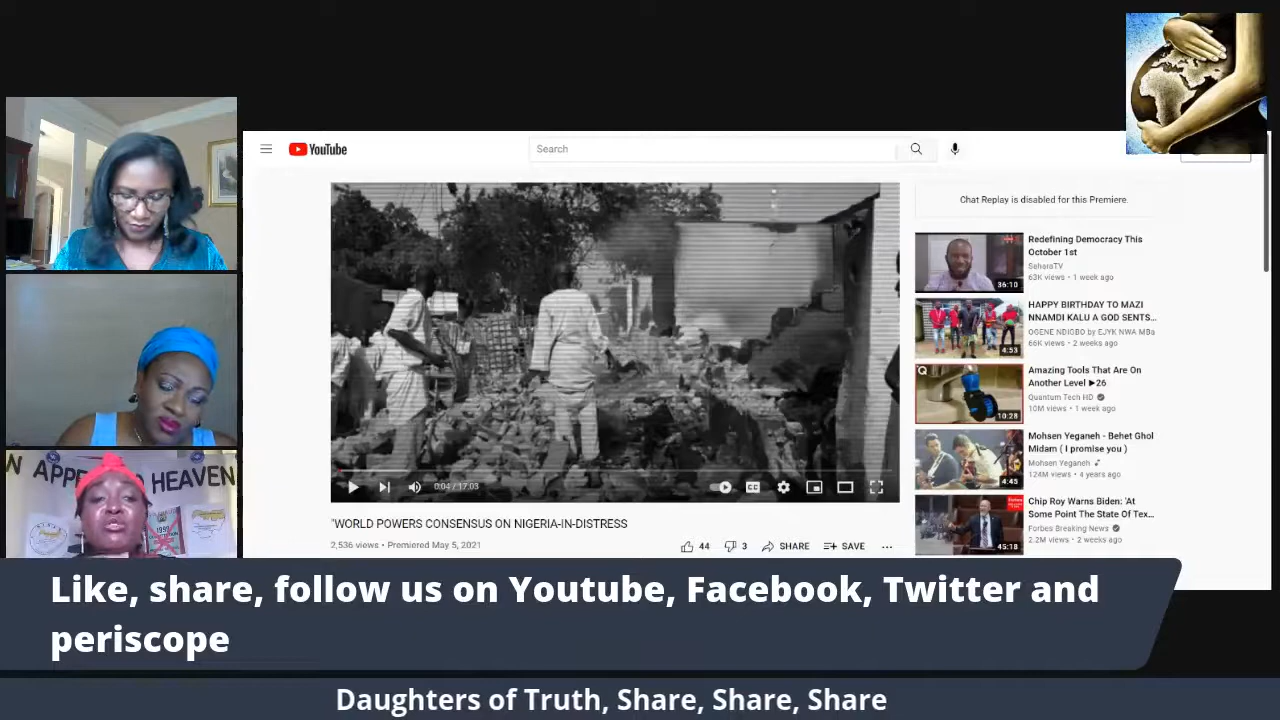 YouTube
Search
Chat Replay is disabled for this Premiere.
Redefining Democracy This
October 1st
SaharaTV
63K views • 1 week ago
36:10
HAPPY BIRTHDAY TO MAZI
NNAMDI KALU A GOD SENTS...
OGENE NDIGBO by EJYK NWA MBa
66K views • 2 weeks ago
4:53
Amazing Tools That Are On
Another Level ▶26
Quantum Tech HD
10M views • 1 week ago
10:28
Mohsen Yeganeh - Behet Ghol
Midam ( I promise you )
Mohsen Yeganeh
124M views • 4 years ago
4:45
Chip Roy Warns Biden: 'At
Some Point The State Of Tex...
Forbes Breaking News
2.2M views • 2 weeks ago
45:18
0:04 / 17:03
"WORLD POWERS CONSENSUS ON NIGERIA-IN-DISTRESS
2,536 views • Premiered May 5, 2021
44
3
SHARE
SAVE
N APPE HEAVEN
1999
Like, share, follow us on Youtube, Facebook, Twitter and
periscope
Daughters of Truth, Share, Share, Share